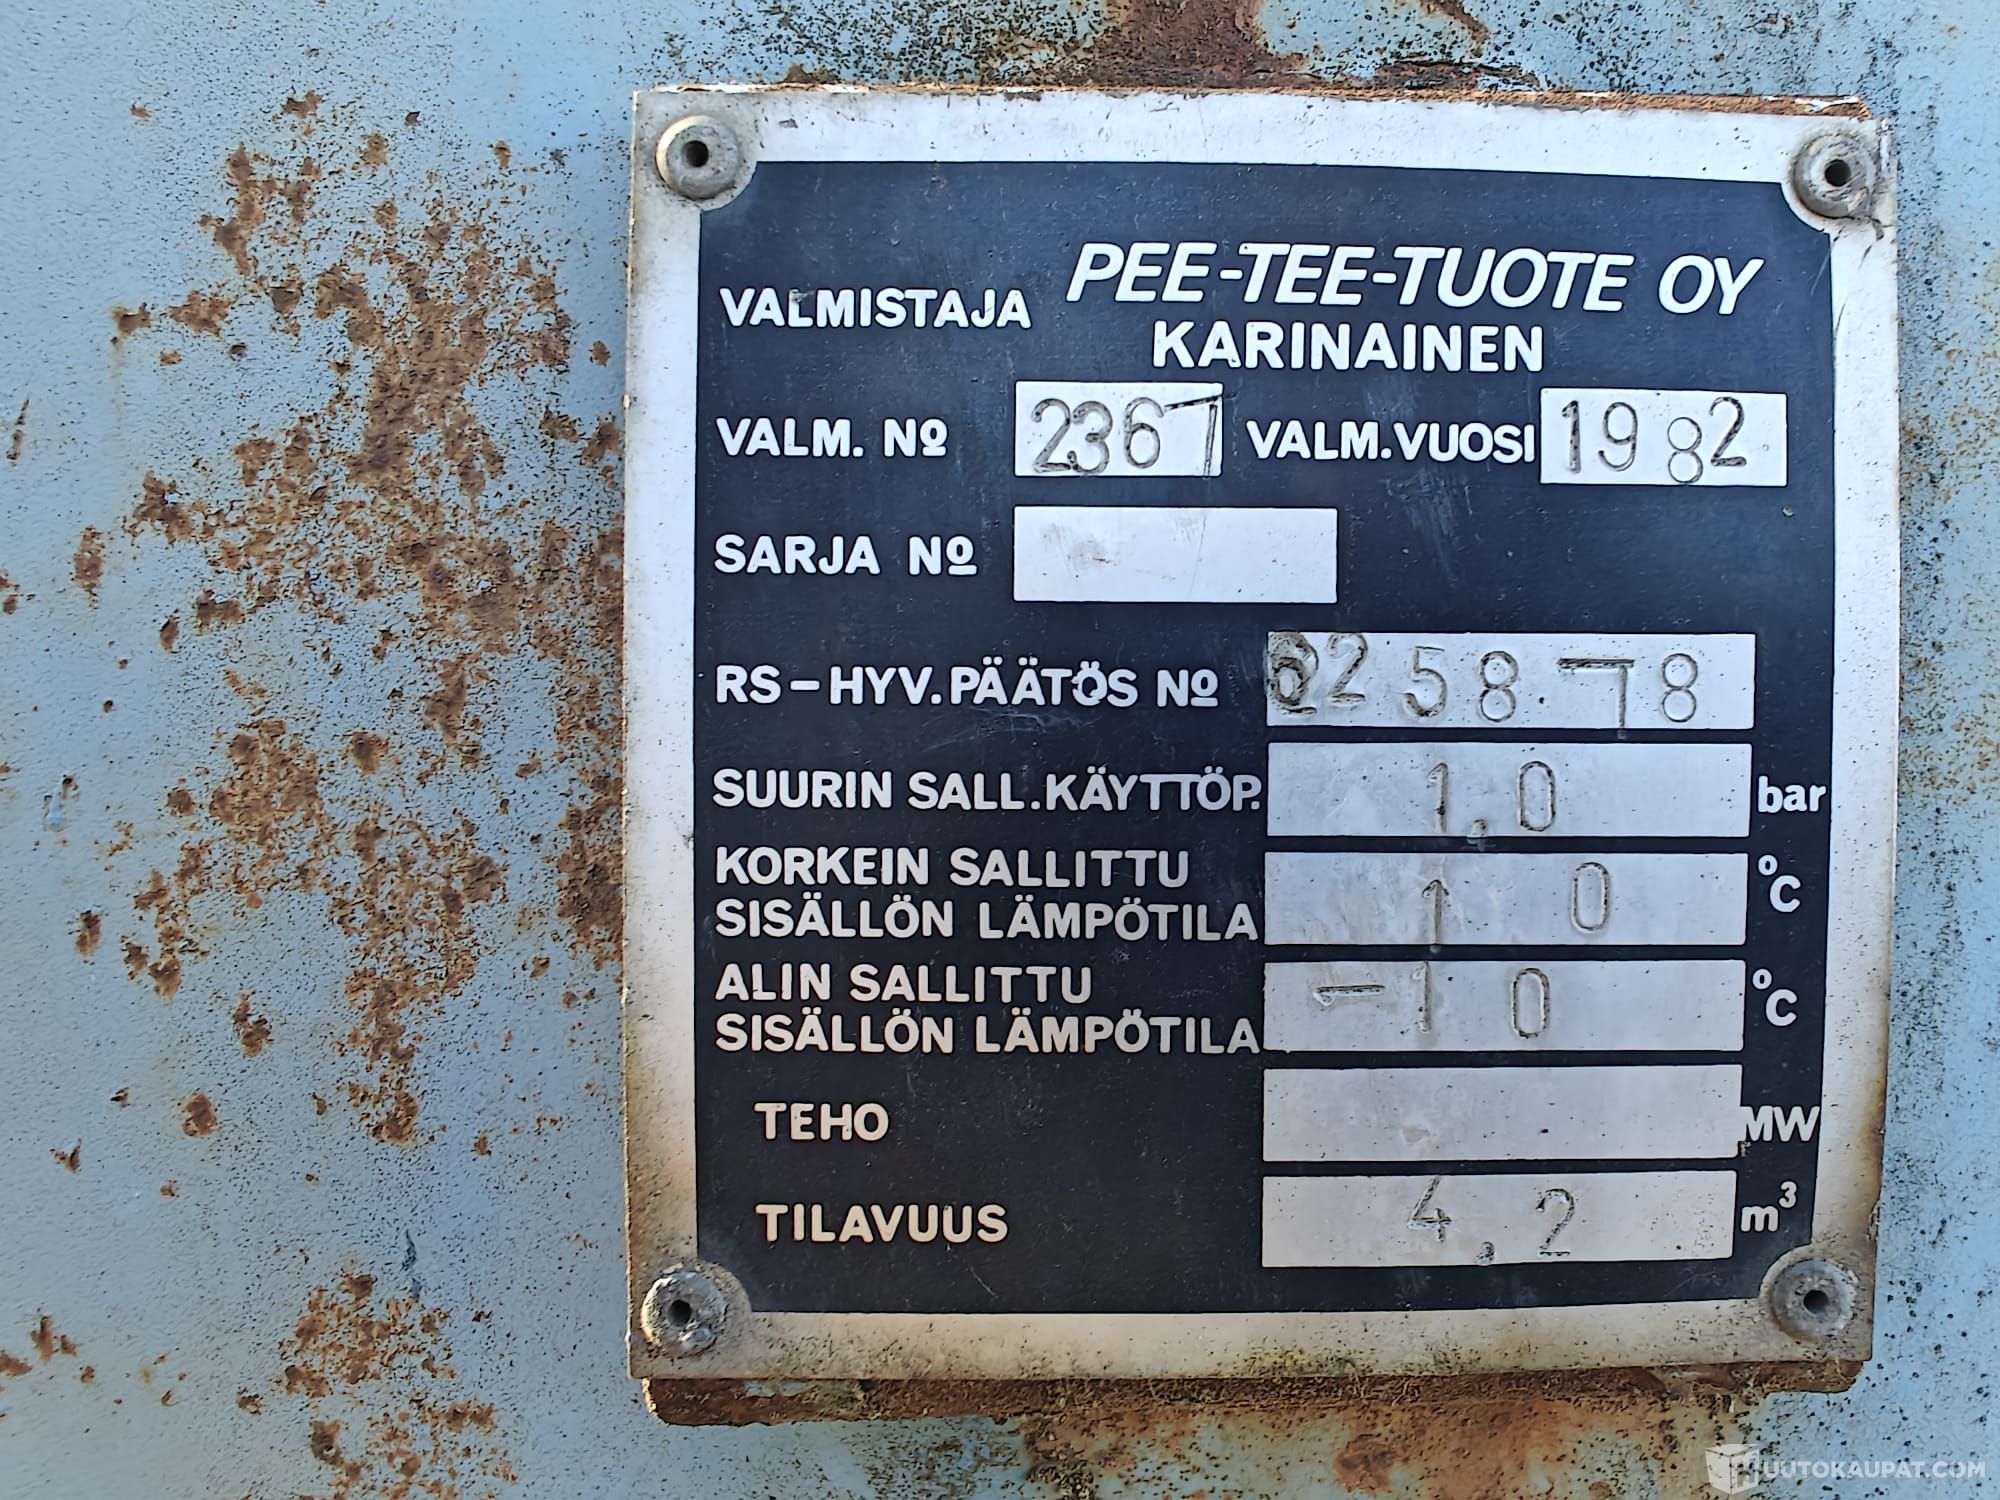 PEE-TEE-TUOTE OY
VALMISTAJA KARINAINEN
VALM. Nº 2367 VALM.VUOSI 1982
SARJA Nº
RS-HYV.PÄÄTÖS Nº 58-78
SUURIN SALL.KÄYTTÖP. 1,0 bar
KORKEIN SALLITTU
SISÄLLÖN LÄMPÖTILA 10 °C
ALIN SALLITTU
SISÄLLÖN LÄMPÖTILA -10 °C
TEHO MW
TILAVUUS 4,2 m³
HUUTOKAUPAT.COM